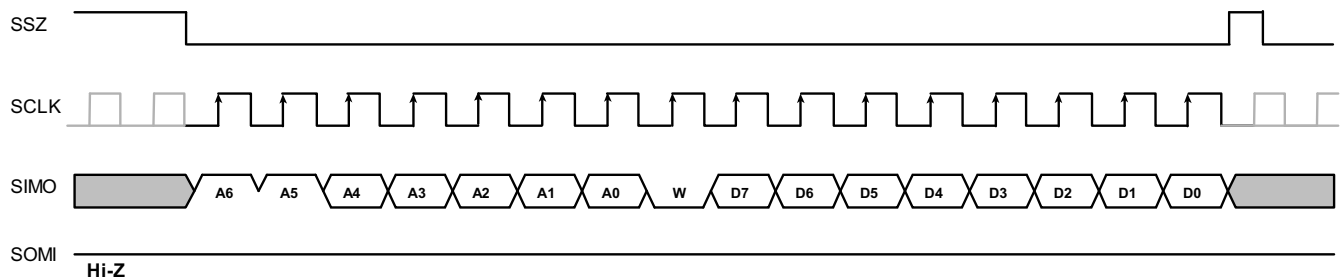 SSZ
SCLK
SIMO A6 A5 A4 A3 A2 A1 A0 W D7 D6 D5 D4 D3 D2 D1 D0
SOMI
Hi-Z